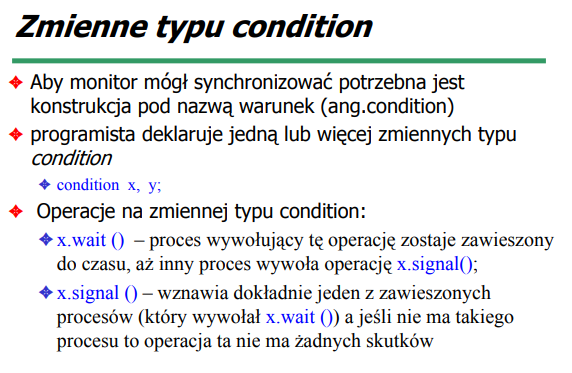 Zmienne typu condition
Aby monitor mógł synchronizować potrzebna jest
konstrukcja pod nazwą warunek (ang.condition)
programista deklaruje jedną lub więcej zmiennych typu
condition
condition x, y;
Operacje na zmiennej typu condition:
x.wait () – proces wywołujący tę operację zostaje zawieszony
do czasu, aż inny proces wywoła operację x.signal();
x.signal () – wznawia dokładnie jeden z zawieszonych
procesów (który wywołał x.wait ()) a jeśli nie ma takiego
procesu to operacja ta nie ma żadnych skutków